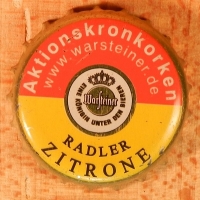 Aktionskronkorken
www.warsteiner.de
Warsteiner
EINE KÖNIGIN UNTER DEN BIEREN
RADLER
ZITRONE